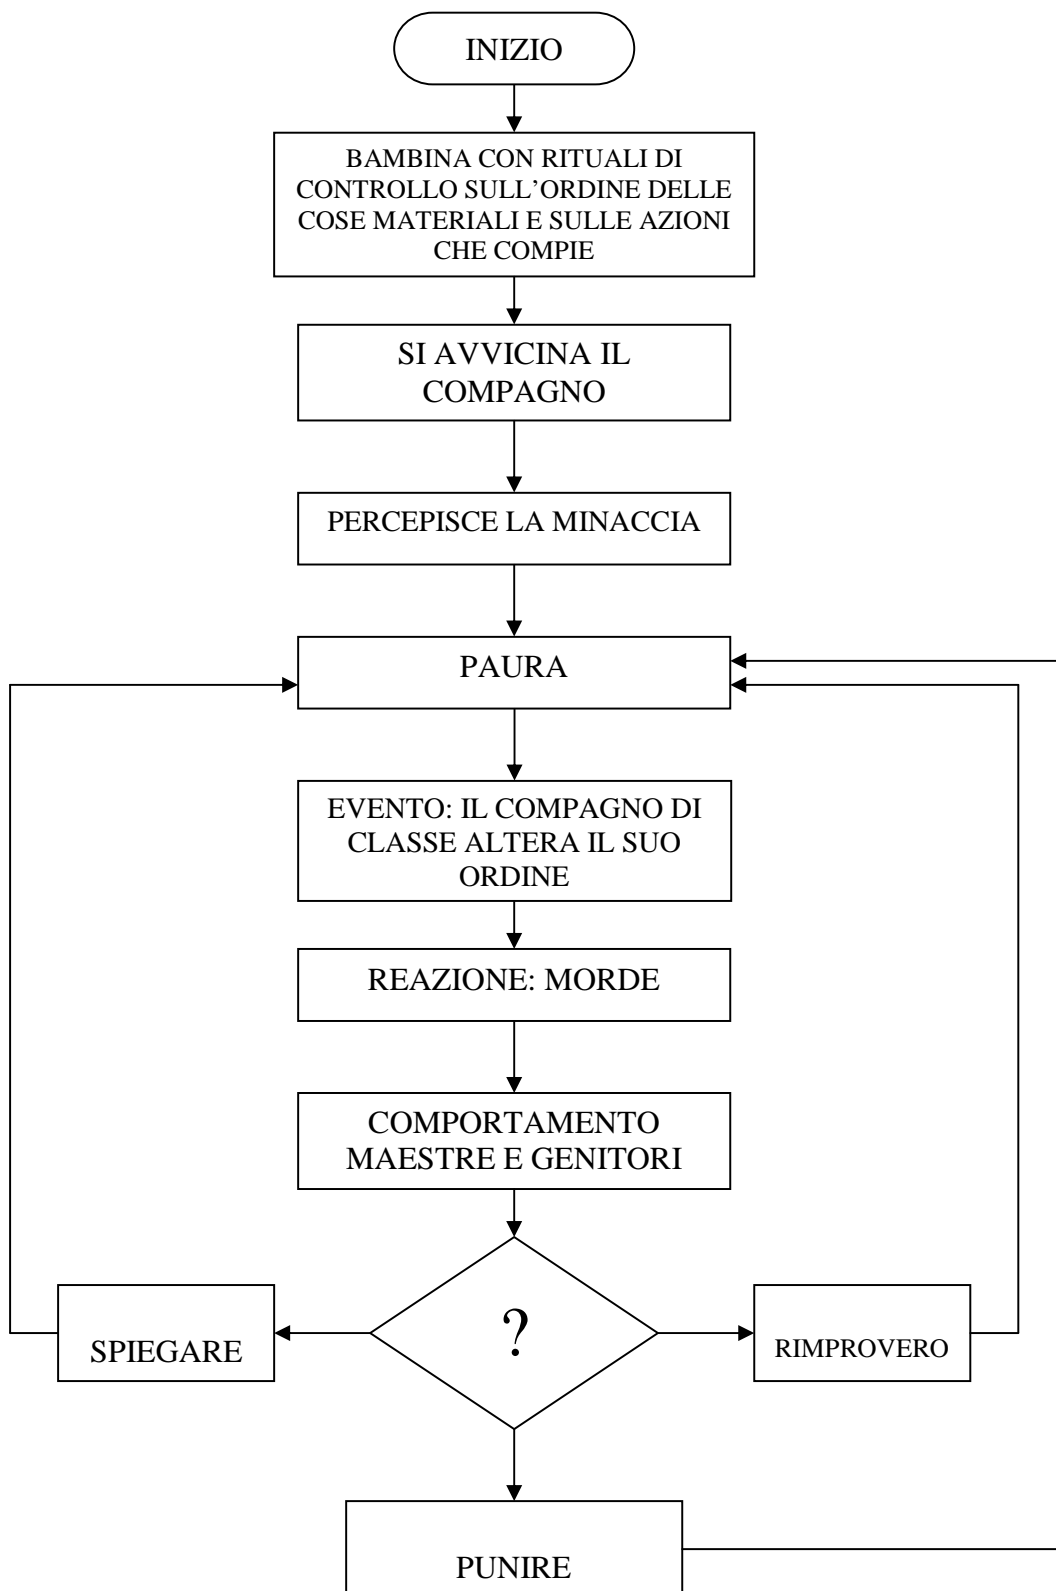 INIZIO
BAMBINA CON RITUALI DI
CONTROLLO SULL’ORDINE DELLE
COSE MATERIALI E SULLE AZIONI
CHE COMPIE
SI AVVICINA IL
COMPAGNO
PERCEPISCE LA MINACCIA
PAURA
EVENTO: IL COMPAGNO DI
CLASSE ALTERA IL SUO
ORDINE
REAZIONE: MORDE
COMPORTAMENTO
MAESTRE E GENITORI
?
SPIEGARE
RIMPROVERO
PUNIRE